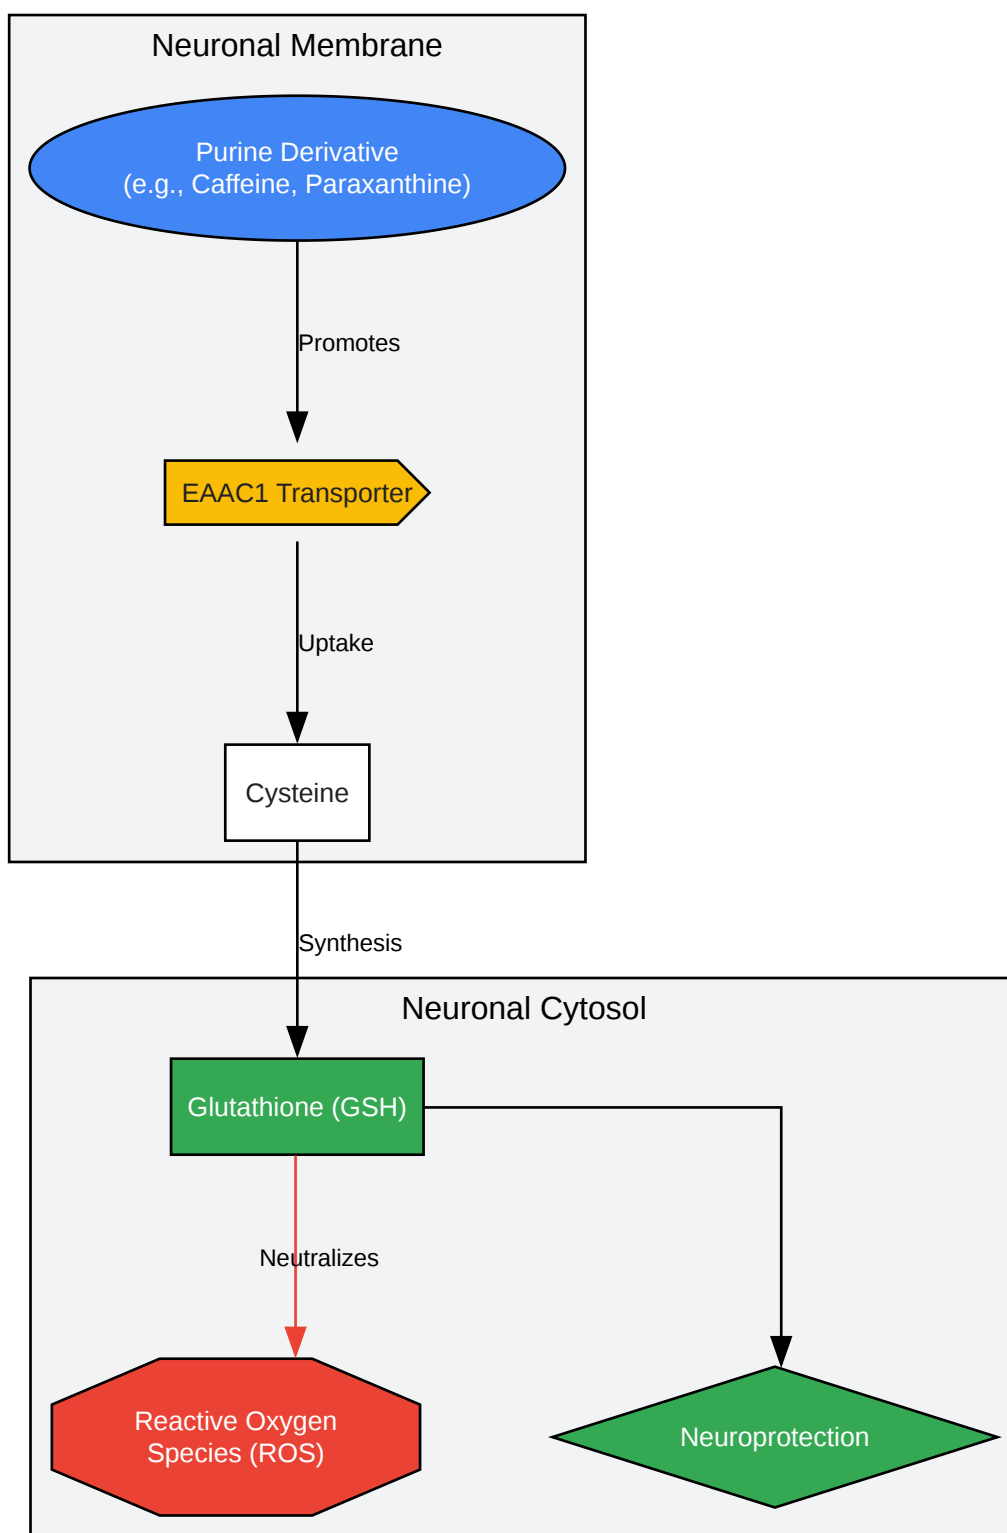 Neuronal Membrane
Purine Derivative
(e.g., Caffeine, Paraxanthine)
Promotes
EAAC1 Transporter
Uptake
Cysteine
Synthesis
Neuronal Cytosol
Glutathione (GSH)
Neutralizes
Reactive Oxygen
Species (ROS)
Neuroprotection